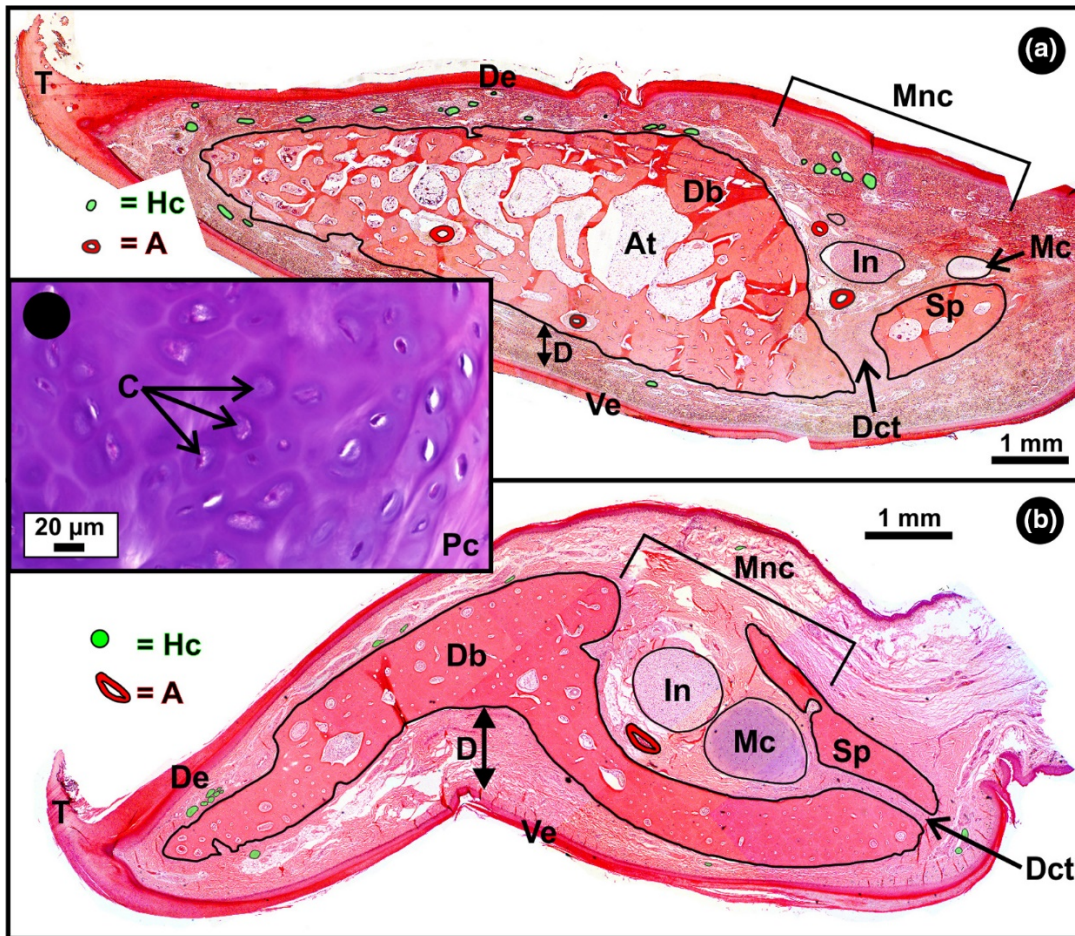 (a)
T
De
Mnc
= Hc
= A
Db
At
In
Mc
Sp
D
Ve
Dct
1 mm
C
20 µm
Pc
(b)
1 mm
Mnc
= Hc
= A
Db
In
Mc
Sp
D
De
T
Ve
Dct